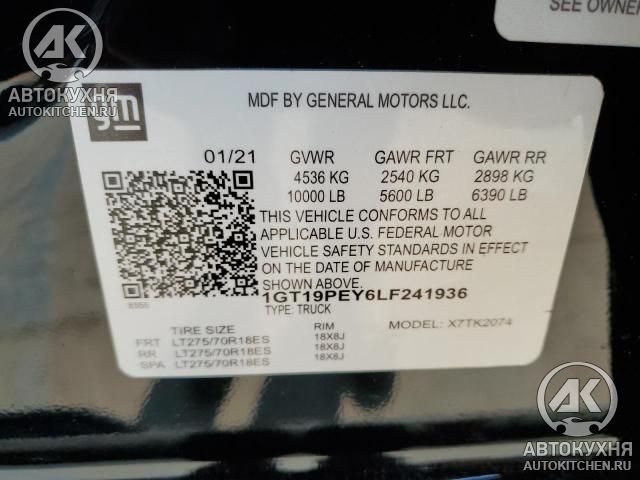 SEE OWNER
АК
АВТОКУХНЯ
AUTOKITCHEN.RU
gm
MDF BY GENERAL MOTORS LLC.
01/21 GVWR GAWR FRT GAWR RR
4536 KG 2540 KG 2898 KG
10000 LB 5600 LB 6390 LB
THIS VEHICLE CONFORMS TO ALL
APPLICABLE U.S. FEDERAL MOTOR
VEHICLE SAFETY STANDARDS IN EFFECT
ON THE DATE OF MANUFACTURE
SHOWN ABOVE.
1GT19PEY6LF241936
TYPE: TRUCK MODEL: X7TK2074
TIRE SIZE RIM
FRT LT275/70R18ES 18X8J
RR LT275/70R18ES 18X8J
SPA LT275/70R18ES 18X8J
АК
АВТОКУХНЯ
AUTOKITCHEN.RU